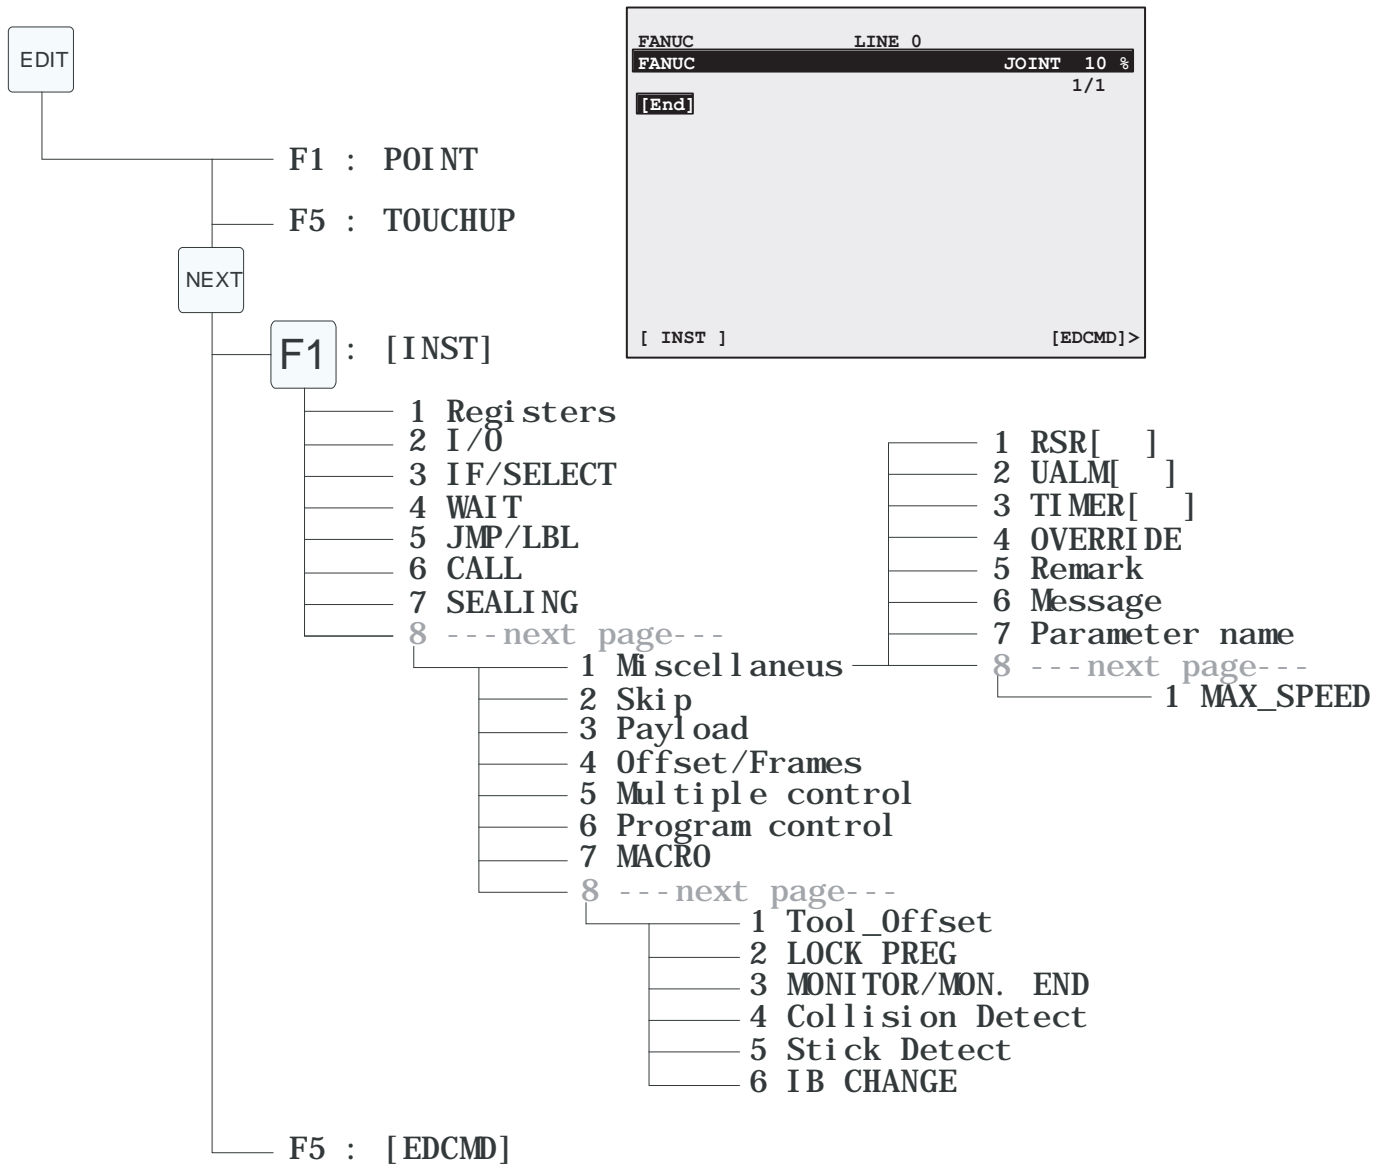 EDIT
FANUC LINE 0
FANUC JOINT 10 %
1/1
[End]
[ INST ] [EDCMD]>
F1 : POINT
F5 : TOUCHUP
NEXT
F1 : [INST]
1 Registers
2 I/O
3 IF/SELECT
4 WAIT
5 JMP/LBL
6 CALL
7 SEALING
8 ---next page---
1 Miscellaneus
2 Skip
3 Payload
4 Offset/Frames
5 Multiple control
6 Program control
7 MACRO
8 ---next page---
1 Tool_Offset
2 LOCK PREG
3 MONITOR/MON. END
4 Collision Detect
5 Stick Detect
6 IB CHANGE
1 RSR[ ]
2 UALM[ ]
3 TIMER[ ]
4 OVERRIDE
5 Remark
6 Message
7 Parameter name
8 ---next page---
1 MAX_SPEED
F5 : [EDCMD]